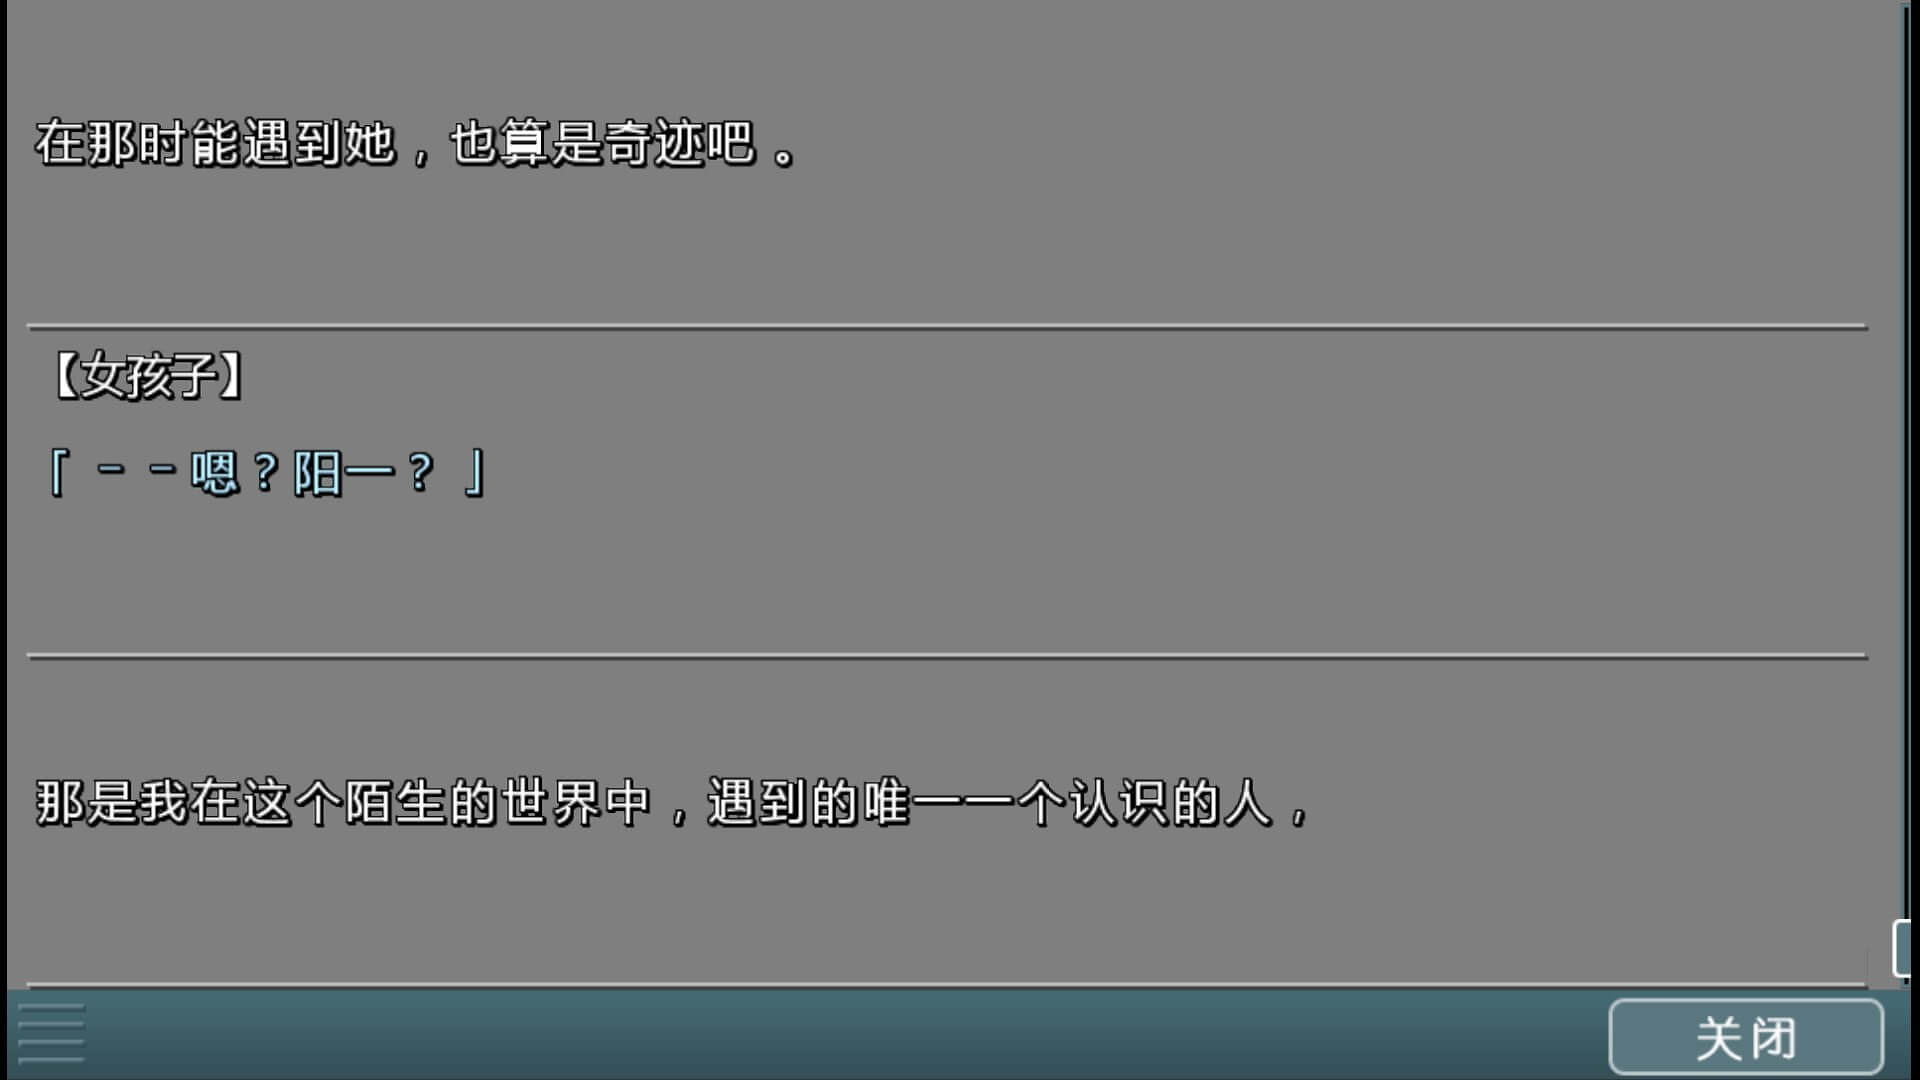 在那时能遇到她，也算是奇迹吧。
【女孩子】
「－－嗯？阳一？」
那是我在这个陌生的世界中，遇到的唯一一个认识的人，
关闭